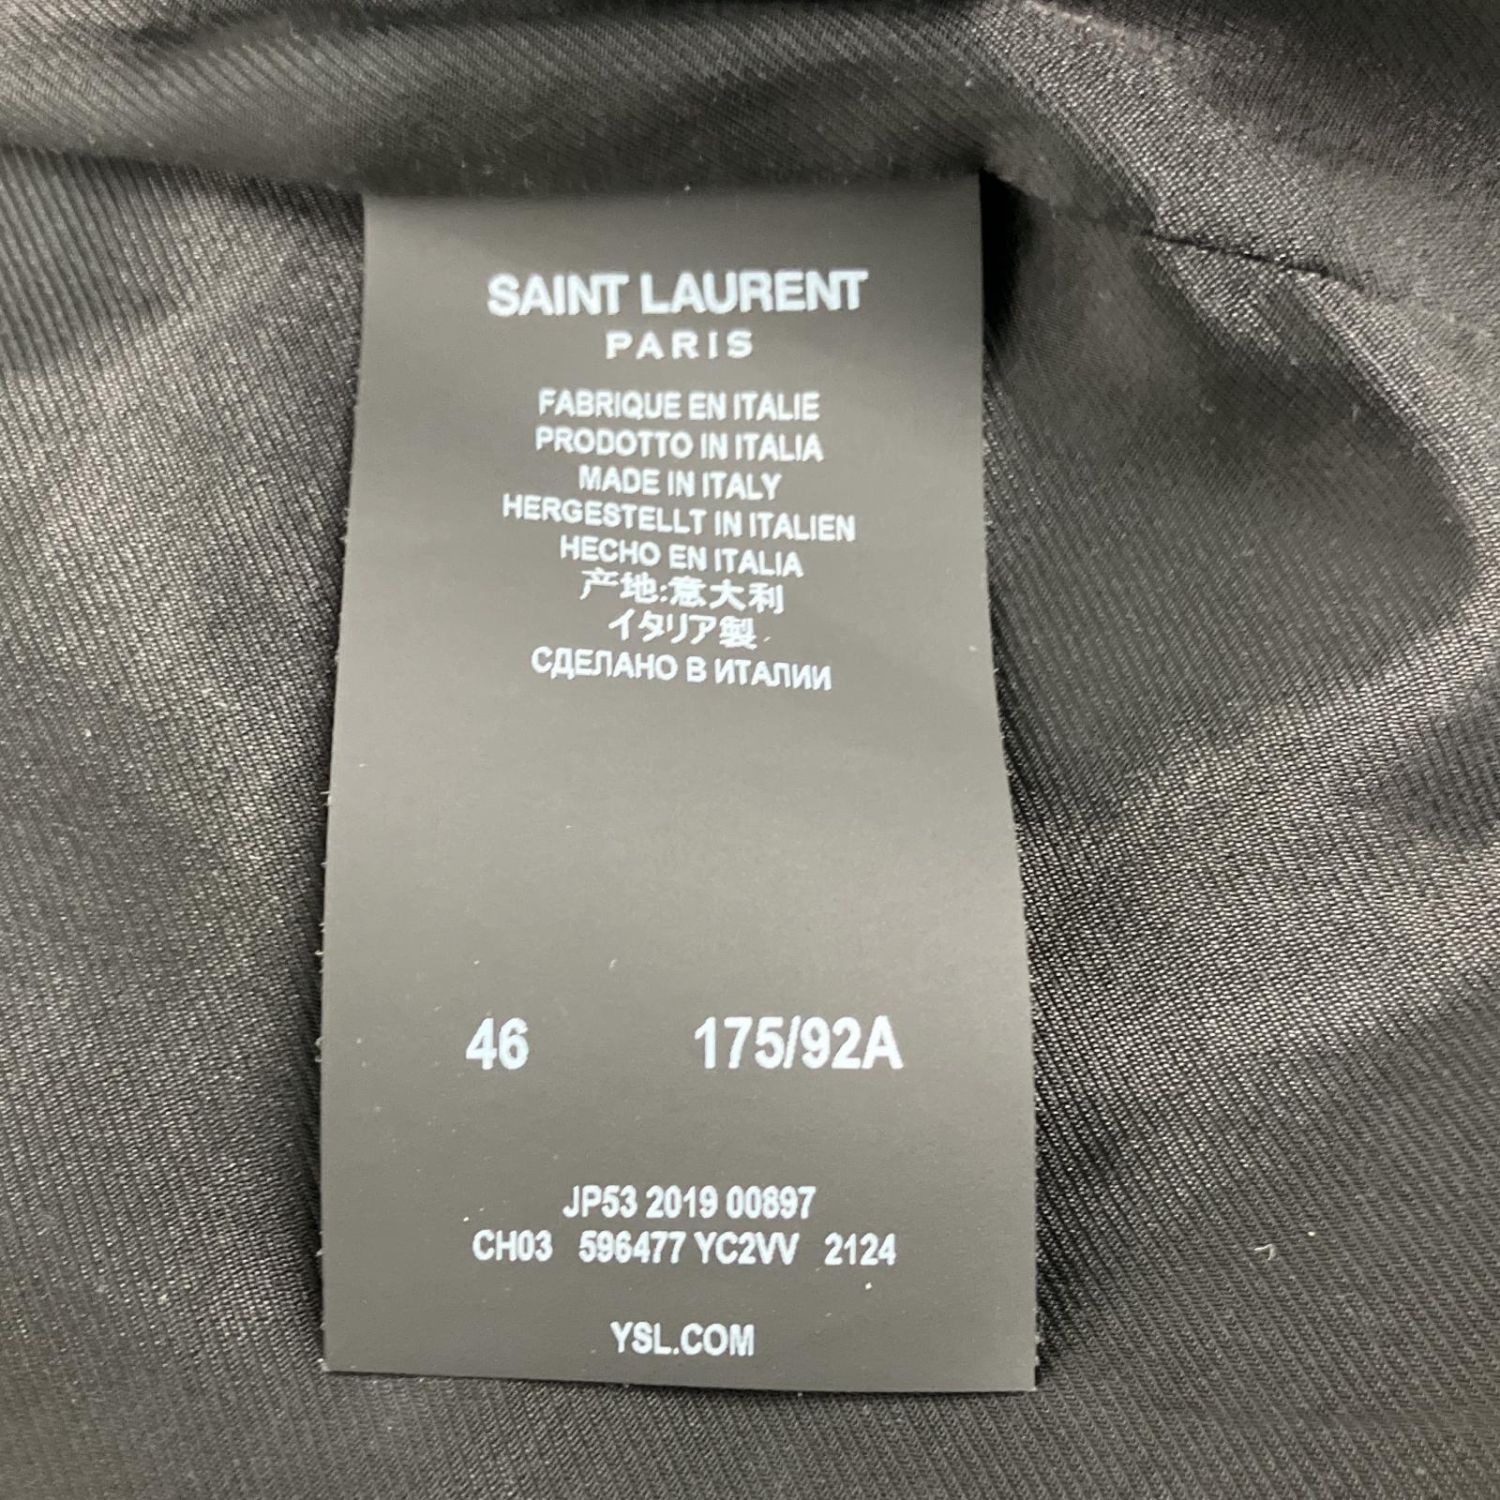 SAINT LAURENT
PARIS
FABRIQUE EN ITALIE
PRODOTTO IN ITALIA
MADE IN ITALY
HERGESTELLT IN ITALIEN
HECHO EN ITALIA
产地:意大利
イタリア製
СДЕЛАНО В ИТАЛИИ
46 175/92A
JP53 2019 00897
CH03 596477 YC2VV 2124
YSL.COM